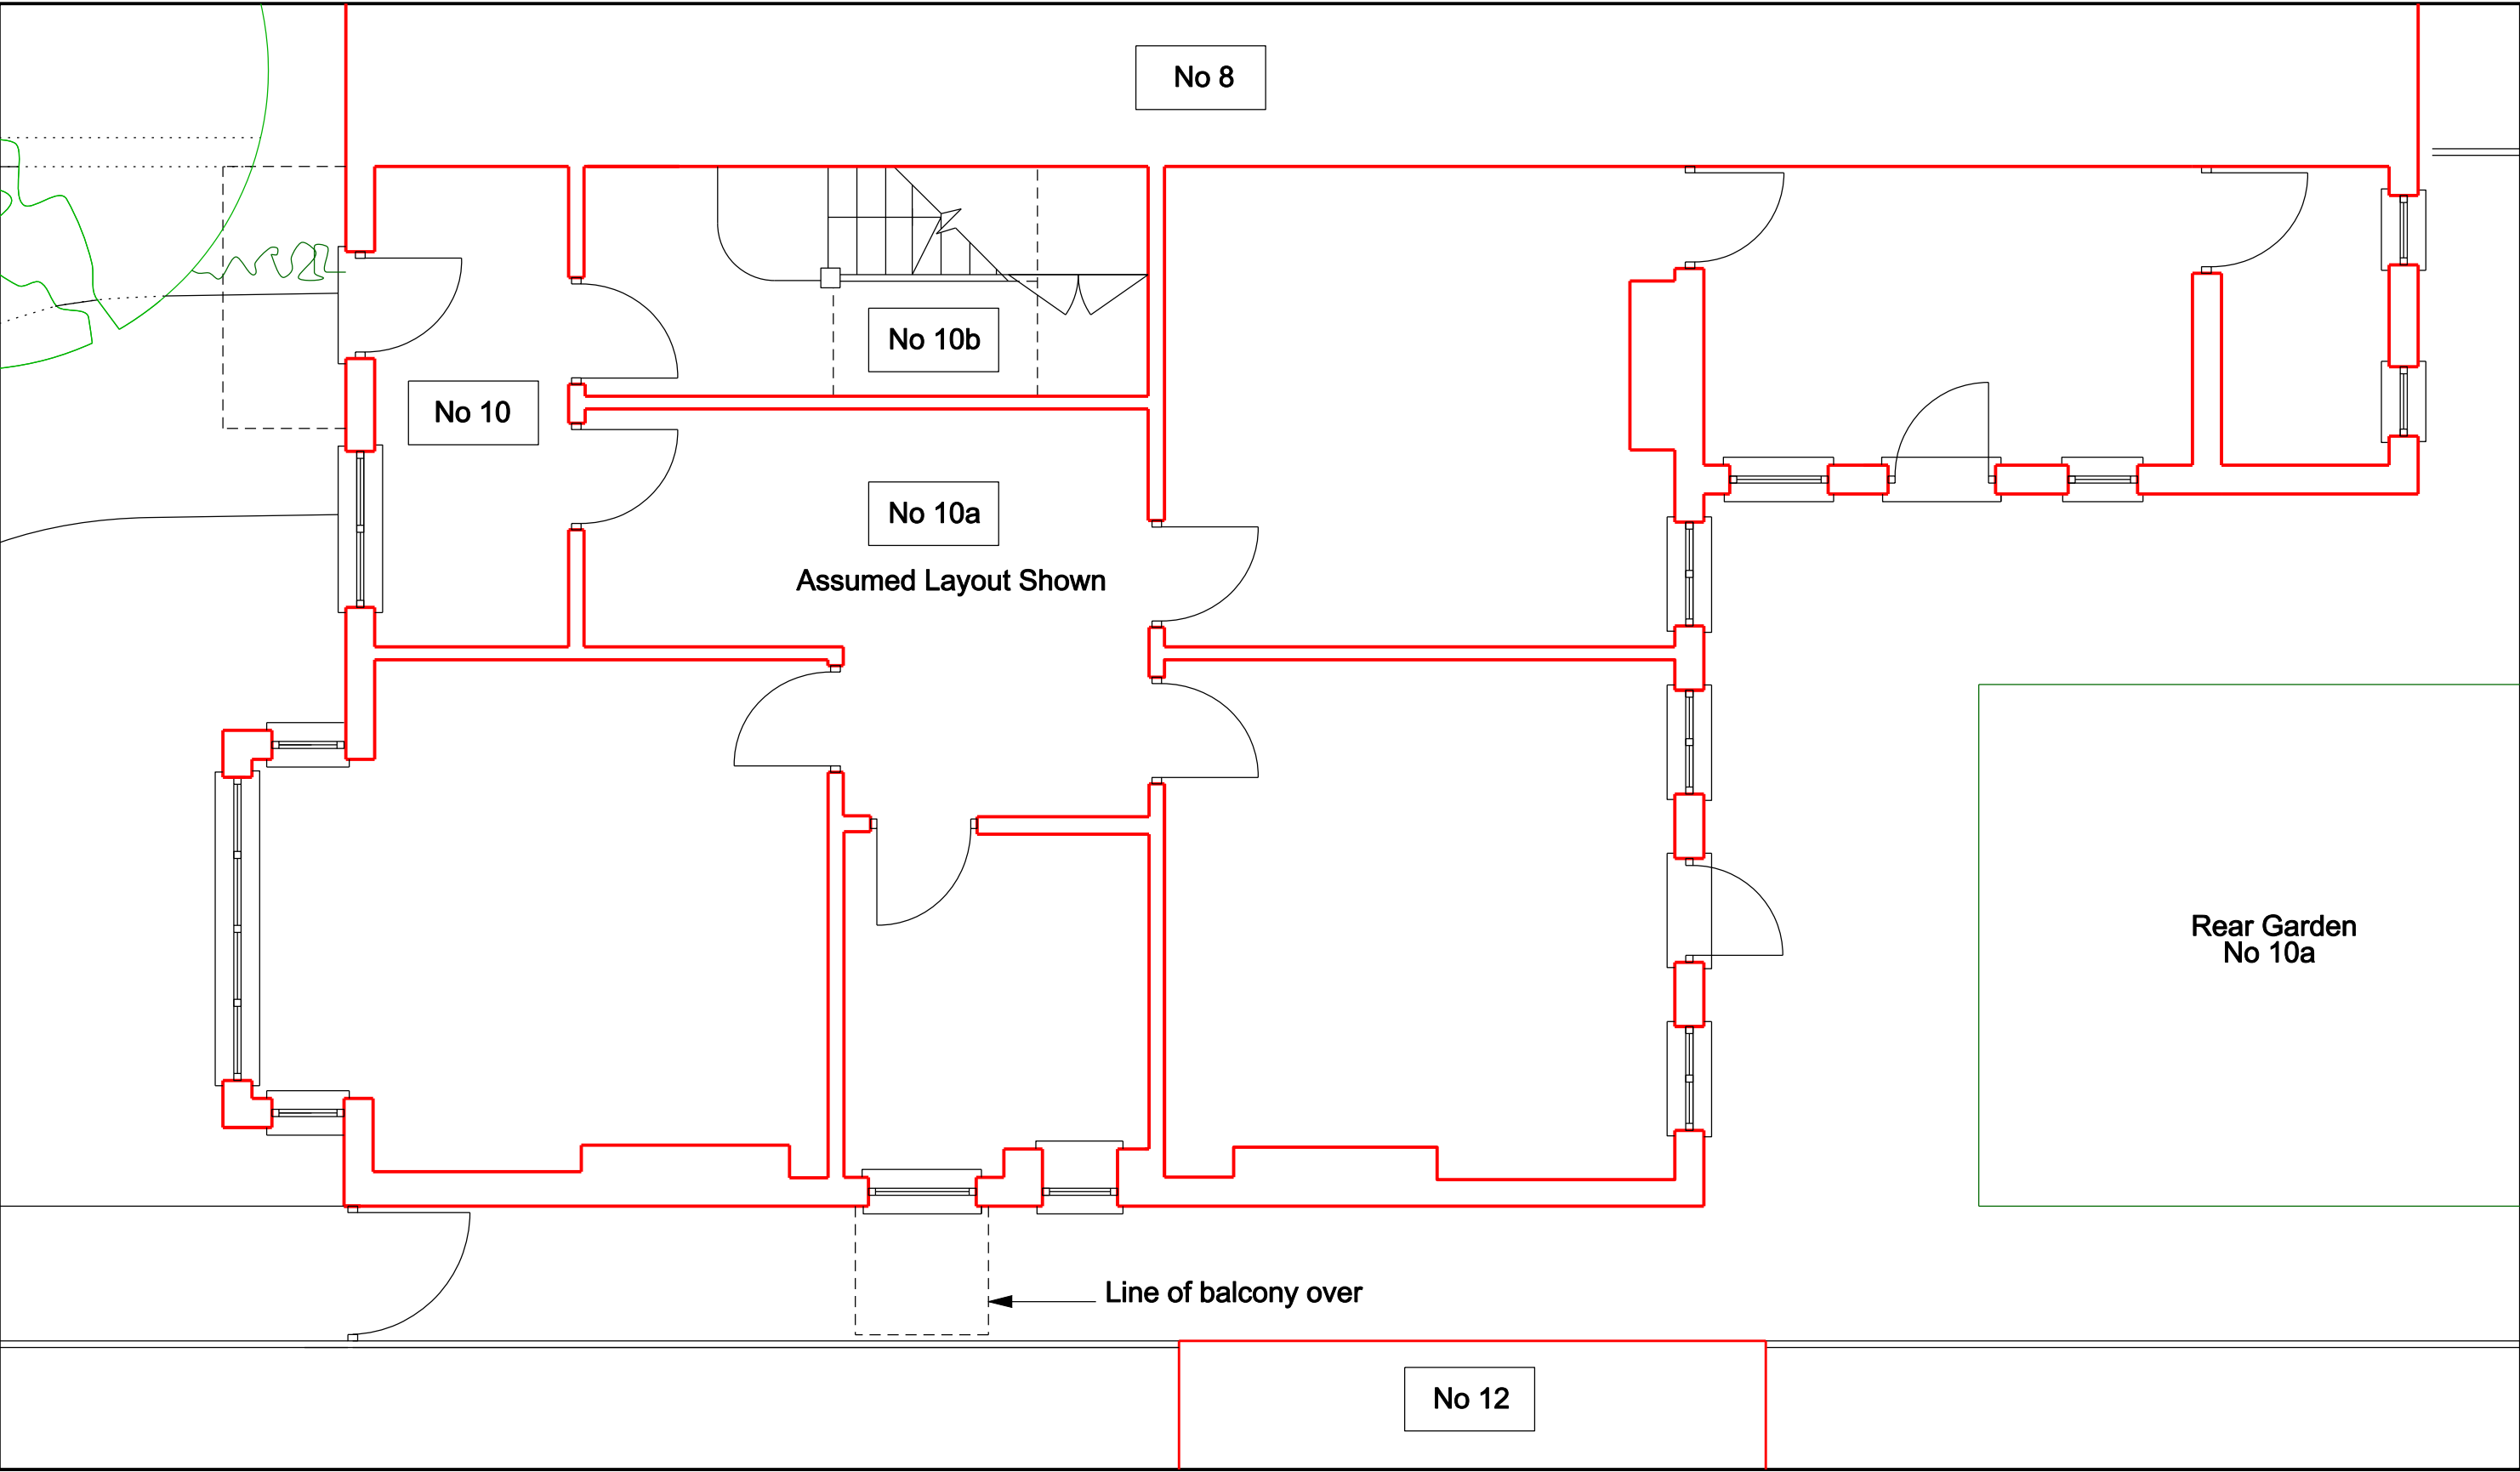 No 8
No 10b
No 10
No 10a
Assumed Layout Shown
Rear Garden
No 10a
Line of balcony over
No 12